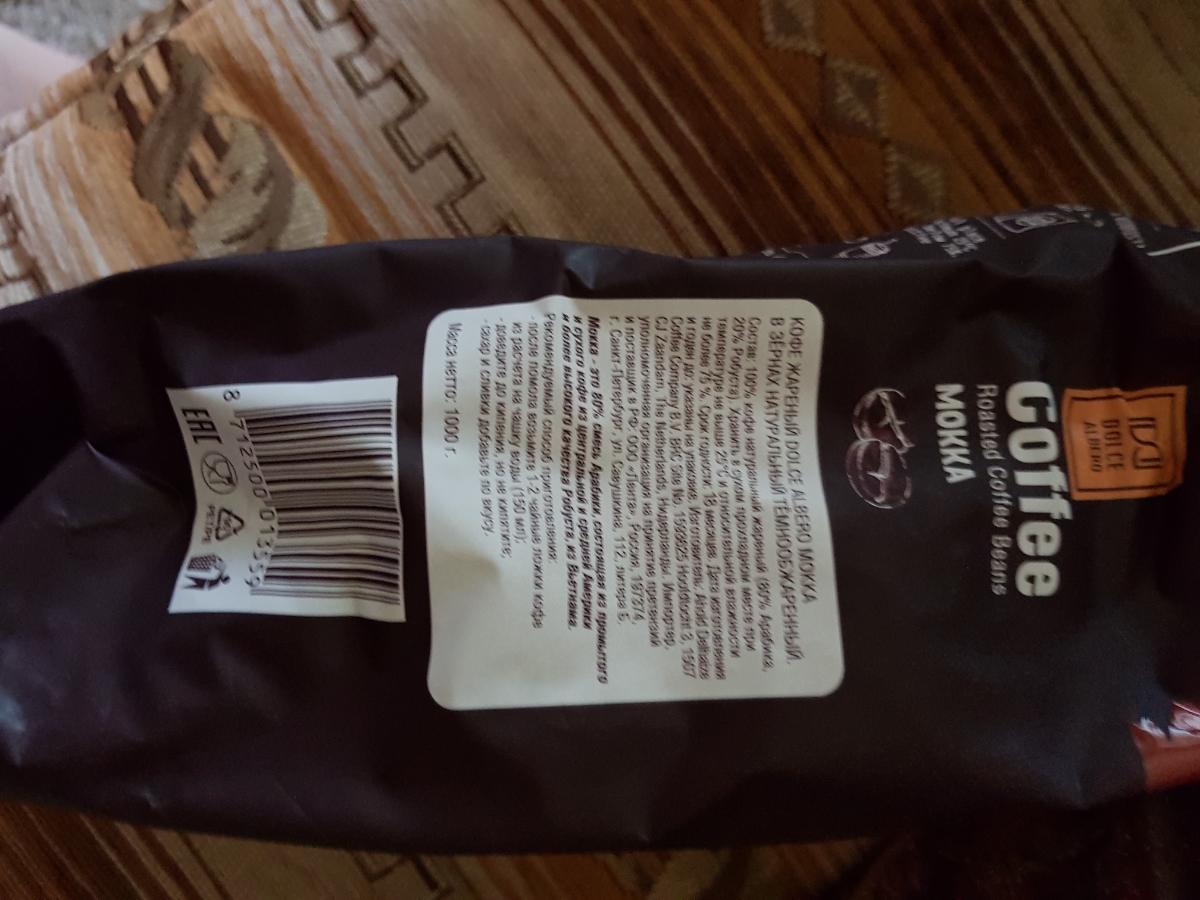 DOLCE
ALBERO
Coffee
Roasted Coffee Beans
МОККА
КОФЕ ЖАРЕНЫЙ DOLCE ALBERO МОККА
В ЗЁРНАХ НАТУРАЛЬНЫЙ ТЁМНООБЖАРЕННЫЙ.
Состав: 100% кофе натуральный жареный (80% Арабика,
20% Робуста). Хранить в сухом прохладном месте при
температуре не выше 25°C и относительной влажности
не более 75 %. Срок годности: 18 месяцев. Дата изготовления
и годен до: указаны на упаковке. Изготовитель: Ahold Delhaize
Coffee Company B.V. BRC Site No. 1593625 Hoofdtocht 3, 1507
CJ Zaandam, The Netherlands, Нидерланды. Импортер,
уполномоченная организация на принятие претензий
и поставщик в РФ: ООО «Лента», Россия, 197374,
г. Санкт-Петербург, ул. Савушкина, 112, литера Б.
Мокка - это 80% смесь Арабики, состоящая из промытого
и сухого кофе из центральной и средней Америки
и более высокого качества Робуста, из Вьетнама.
Рекомендуемый способ приготовления:
- после помола возьмите 1-2 чайные ложки кофе
из расчета на чашку воды (150 мл);
- доведите до кипения, но не кипятите;
- сахар и сливки добавьте по вкусу.
Масса нетто: 1000 г.
8 712500 013559
EAC
PET/PE